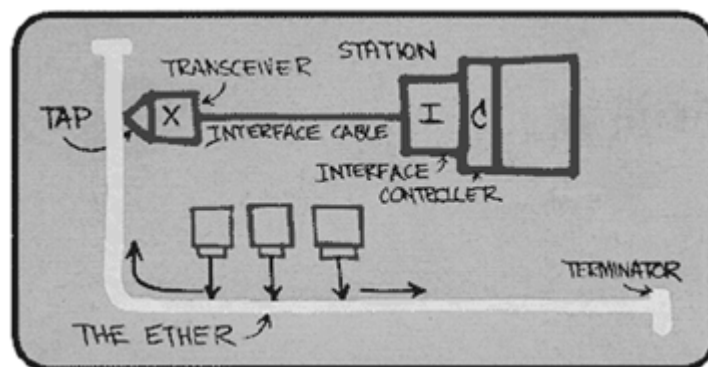 STATION
TRANSCEIVER
TAP
X
I
C
INTERFACE CABLE
INTERFACE
CONTROLLER
TERMINATOR
THE ETHER